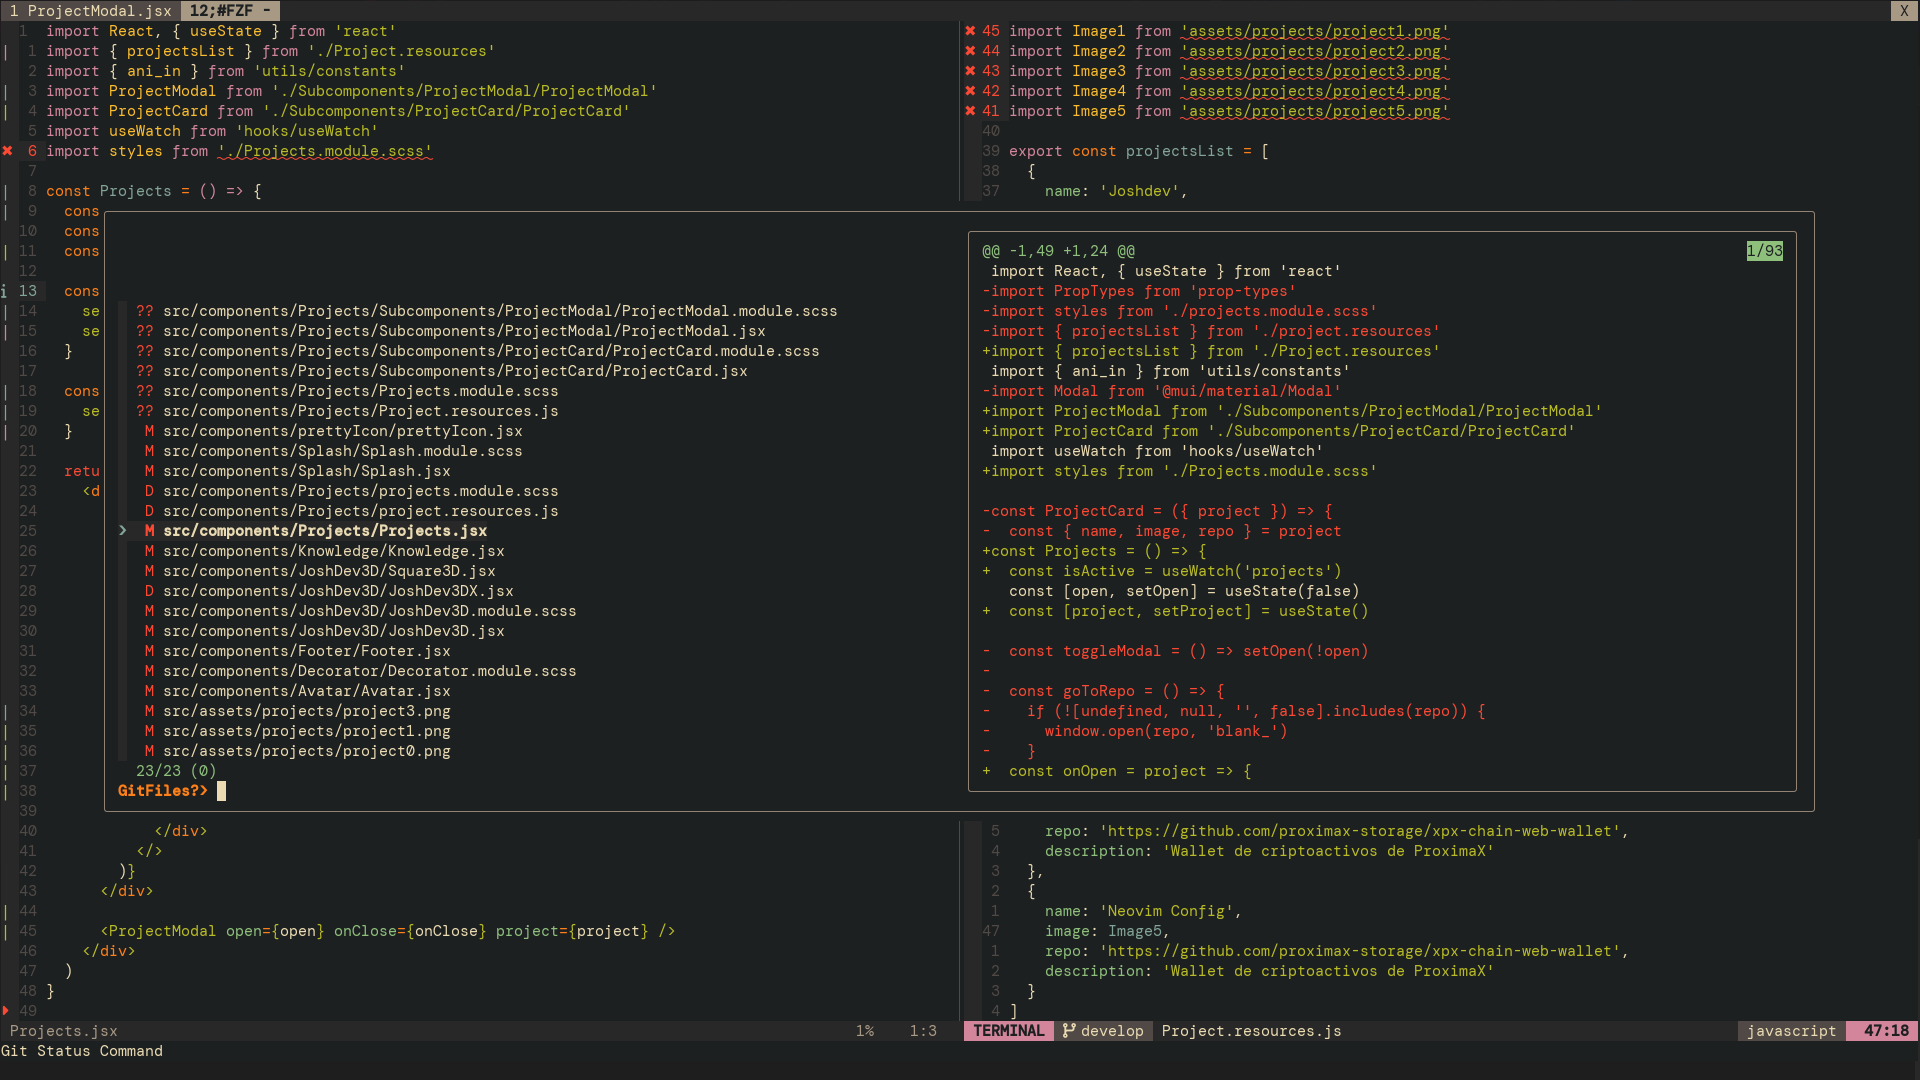 1 ProjectModal.jsx 12;#FZF - X
1 import React, { useState } from 'react'
1 import { projectsList } from './Project.resources'
2 import { ani_in } from 'utils/constants'
3 import ProjectModal from './Subcomponents/ProjectModal/ProjectModal'
4 import ProjectCard from './Subcomponents/ProjectCard/ProjectCard'
5 import useWatch from 'hooks/useWatch'
✖ 6 import styles from './Projects.module.scss'
7
8 const Projects = () => {
9 cons
10 cons
11 cons
12
i 13 cons
14 se
15 se
16 }
17
18 cons
19 se
20 }
21
22 retu
23 <d
24
25
26
27
28
29
30
31
32
33
34
35
36
37
38
39
40 </div>
41 </>
42 )}
43 </div>
44
45 <ProjectModal open={open} onClose={onClose} project={project} />
46 </div>
47 )
48 }
49
✖ 45 import Image1 from 'assets/projects/project1.png'
✖ 44 import Image2 from 'assets/projects/project2.png'
✖ 43 import Image3 from 'assets/projects/project3.png'
✖ 42 import Image4 from 'assets/projects/project4.png'
✖ 41 import Image5 from 'assets/projects/project5.png'
40
39 export const projectsList = [
38 {
37 name: 'Joshdev',
?? src/components/Projects/Subcomponents/ProjectModal/ProjectModal.module.scss
?? src/components/Projects/Subcomponents/ProjectModal/ProjectModal.jsx
?? src/components/Projects/Subcomponents/ProjectCard/ProjectCard.module.scss
?? src/components/Projects/Subcomponents/ProjectCard/ProjectCard.jsx
?? src/components/Projects/Projects.module.scss
?? src/components/Projects/Project.resources.js
M src/components/prettyIcon/prettyIcon.jsx
M src/components/Splash/Splash.module.scss
M src/components/Splash/Splash.jsx
D src/components/Projects/projects.module.scss
D src/components/Projects/project.resources.js
> M src/components/Projects/Projects.jsx
M src/components/Knowledge/Knowledge.jsx
M src/components/JoshDev3D/Square3D.jsx
D src/components/JoshDev3D/JoshDev3DX.jsx
M src/components/JoshDev3D/JoshDev3D.module.scss
M src/components/JoshDev3D/JoshDev3D.jsx
M src/components/Footer/Footer.jsx
M src/components/Decorator/Decorator.module.scss
M src/components/Avatar/Avatar.jsx
M src/assets/projects/project3.png
M src/assets/projects/project1.png
M src/assets/projects/project0.png
23/23 (0)
GitFiles?>
@@ -1,49 +1,24 @@ 1/93
import React, { useState } from 'react'
-import PropTypes from 'prop-types'
-import styles from './projects.module.scss'
-import { projectsList } from './project.resources'
+import { projectsList } from './Project.resources'
import { ani_in } from 'utils/constants'
-import Modal from '@mui/material/Modal'
+import ProjectModal from './Subcomponents/ProjectModal/ProjectModal'
+import ProjectCard from './Subcomponents/ProjectCard/ProjectCard'
import useWatch from 'hooks/useWatch'
+import styles from './Projects.module.scss'
-const ProjectCard = ({ project }) => {
- const { name, image, repo } = project
+const Projects = () => {
+ const isActive = useWatch('projects')
const [open, setOpen] = useState(false)
+ const [project, setProject] = useState()
- const toggleModal = () => setOpen(!open)
-
- const goToRepo = () => {
- if (![undefined, null, '', false].includes(repo)) {
- window.open(repo, 'blank_')
- }
+ const onOpen = project => {
5 repo: 'https://github.com/proximax-storage/xpx-chain-web-wallet',
4 description: 'Wallet de criptoactivos de ProximaX'
3 },
2 {
1 name: 'Neovim Config',
47 image: Image5,
1 repo: 'https://github.com/proximax-storage/xpx-chain-web-wallet',
2 description: 'Wallet de criptoactivos de ProximaX'
3 }
4 ]
Projects.jsx 1% 1:3
TERMINAL develop Project.resources.js javascript 47:18
Git Status Command